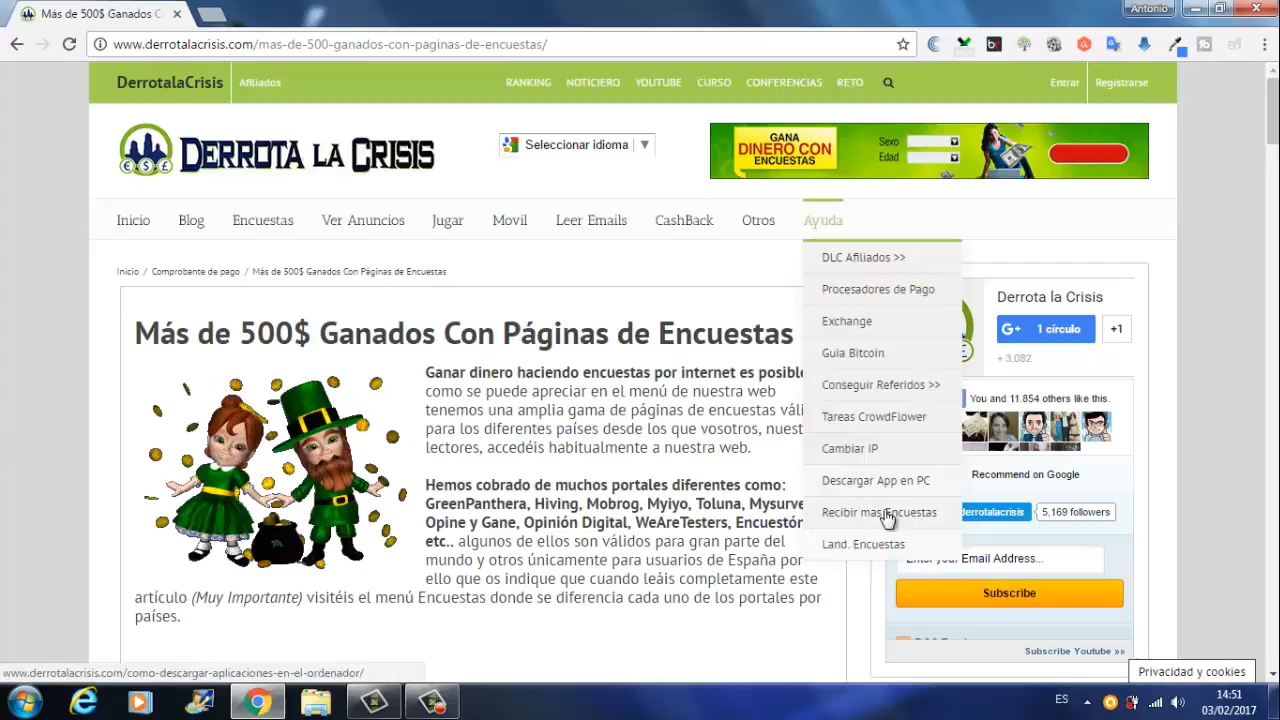 Más de 500$ Ganados C
Antonio
www.derrotalacrisis.com/mas-de-500-ganados-con-paginas-de-encuestas/
DerrotalaCrisis
Afiliados
RANKING NOTICIERO YOUTUBE CURSO CONFERENCIAS RETO
Entrar Registrarse
DERROTA LA CRISIS
Seleccionar idioma
GANA
DINERO CON
ENCUESTAS
Sexo
Edad
Inicio Blog Encuestas Ver Anuncios Jugar Movil Leer Emails CashBack Otros Ayuda
Inicio / Comprobante de pago / Más de 500$ Ganados Con Páginas de Encuestas
DLC Afiliados >>
Procesadores de Pago
Exchange
Guia Bitcoin
Conseguir Referidos >>
Tareas CrowdFlower
Cambiar IP
Descargar App en PC
Recibir mas Encuestas
Land. Encuestas
Más de 500$ Ganados Con Páginas de Encuestas
Ganar dinero haciendo encuestas por internet es posible
como se puede apreciar en el menú de nuestra web
tenemos una amplia gama de páginas de encuestas váli
para los diferentes países desde los que vosotros, nuest
lectores, accedéis habitualmente a nuestra web.
Hemos cobrado de muchos portales diferentes como:
GreenPanthera, Hiving, Mobrog, Myiyo, Toluna, Mysurve
Opine y Gane, Opinión Digital, WeAreTesters, Encuestón
etc.. algunos de ellos son válidos para gran parte del
mundo y otros únicamente para usuarios de España por
ello que os indique que cuando leáis completamente este
artículo (Muy Importante) visitéis el menú Encuestas donde se diferencia cada uno de los portales por
países.
Derrota la Crisis
G+ 1 círculo
+1
+ 3.082
You and 11.854 others like this.
Recommend on Google
derrotalacrisis
5,169 followers
Enter your Email Address...
Subscribe
Subscribe Youtube »»
Privacidad y cookies
www.derrotalacrisis.com/como-descargar-aplicaciones-en-el-ordenador/
ES
14:51
03/02/2017